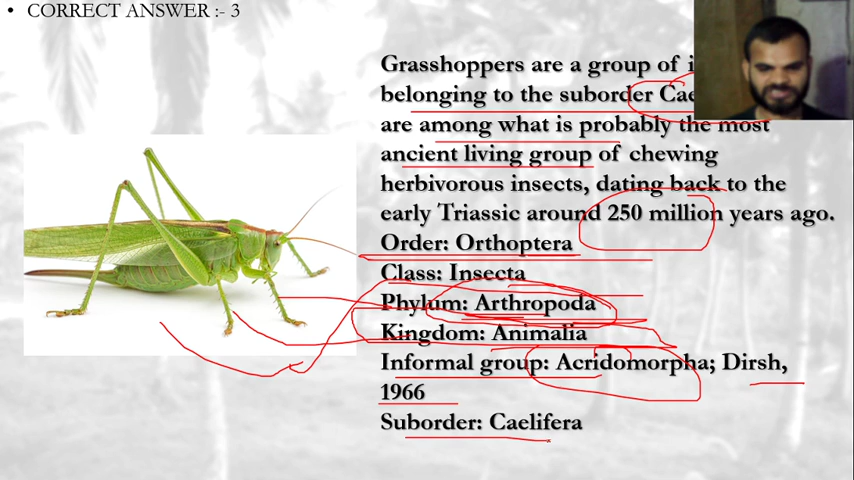 • CORRECT ANSWER :- 3
Grasshoppers are a group of
belonging to the suborder
are among what is probably the most
ancient living group of chewing
herbivorous insects, dating back to the
early Triassic around 250 million years ago.
Order: Orthoptera
Class: Insecta
Phylum: Arthropoda
Kingdom: Animalia
Informal group: Acridomorpha; Dirsh,
1966
Suborder: Caelifera